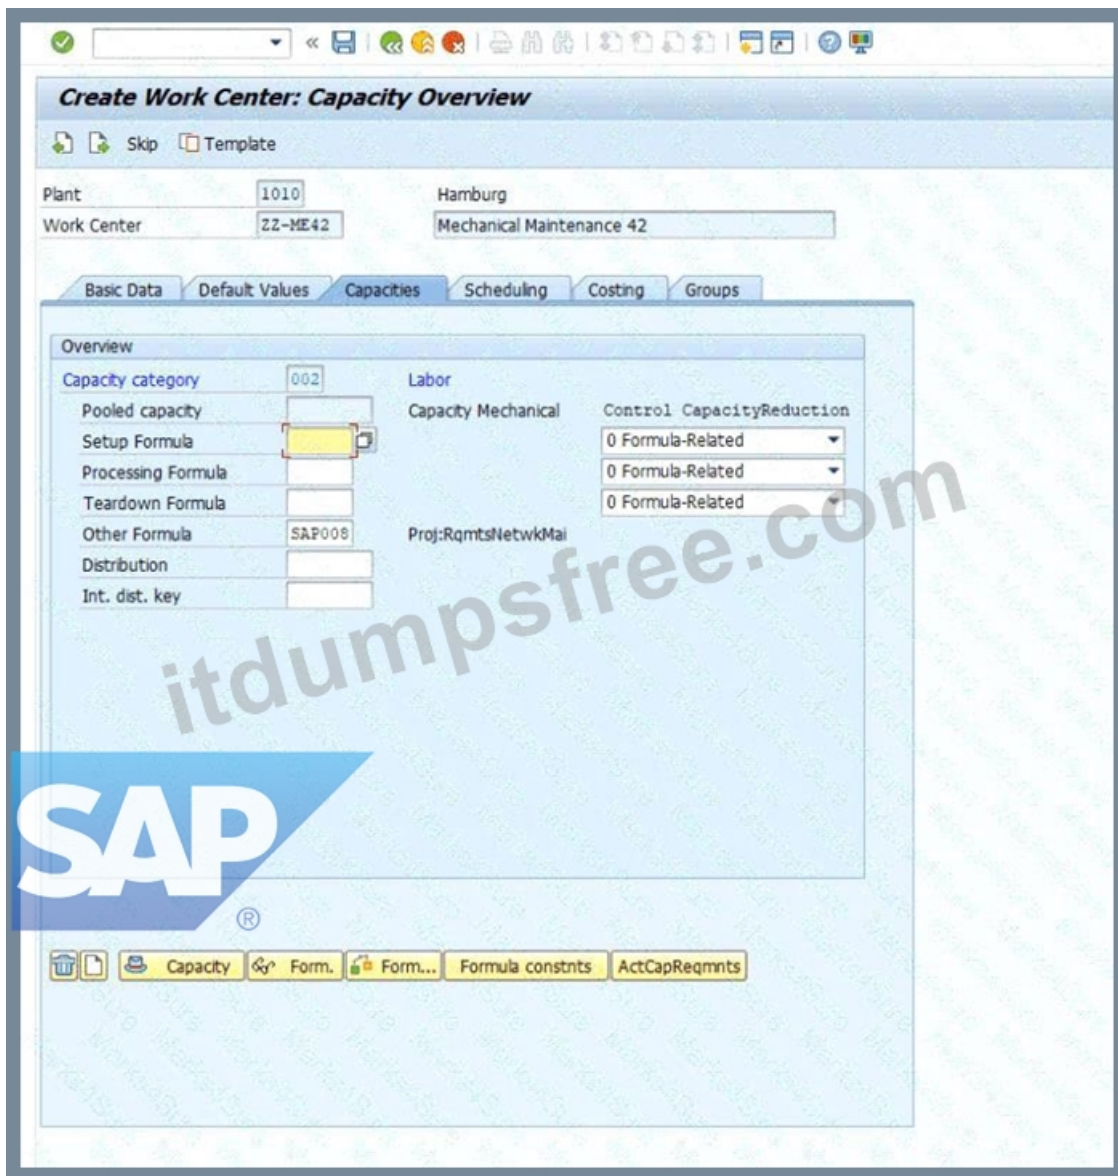 Create Work Center: Capacity Overview
Skip Template
Plant 1010 Hamburg
Work Center ZZ-ME42 Mechanical Maintenance 42
Basic Data Default Values Capacities Scheduling Costing Groups
Overview
Capacity category 002 Labor
Pooled capacity Capacity Mechanical Control CapacityReduction
Setup Formula 0 Formula-Related
Processing Formula 0 Formula-Related
Teardown Formula 0 Formula-Related
Other Formula SAP008 Proj:RqmtsNetwkMai
Distribution
Int. dist. key
itdumpsfree.com
SAP
®
Capacity Form. Form... Formula constnts ActCapReqmnts